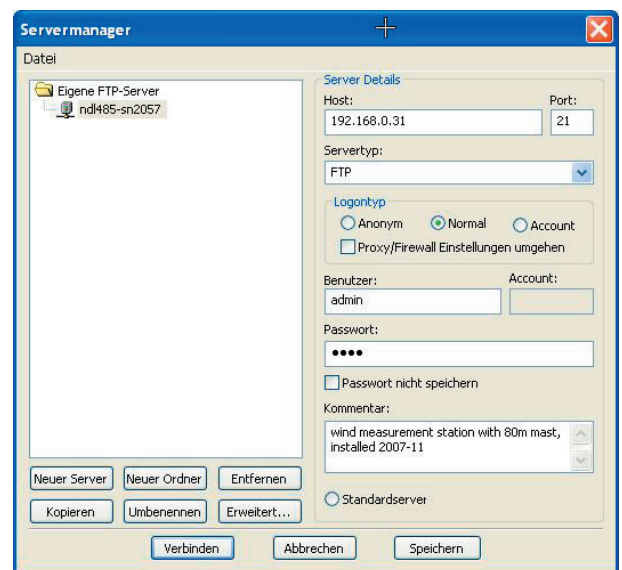 Servermanager
Datei
Eigene FTP-Server
ndl485-sn2057
Server Details
Host: Port:
192.168.0.31 21
Servertyp:
FTP
Logontyp
Anonym Normal Account
Proxy/Firewall Einstellungen umgehen
Benutzer: Account:
admin
Passwort:
••••
Passwort nicht speichern
Kommentar:
wind measurement station with 80m mast,
installed 2007-11
Standardserver
Neuer Server Neuer Ordner Entfernen
Kopieren Umbenennen Erweitert...
Verbinden Abbrechen Speichern